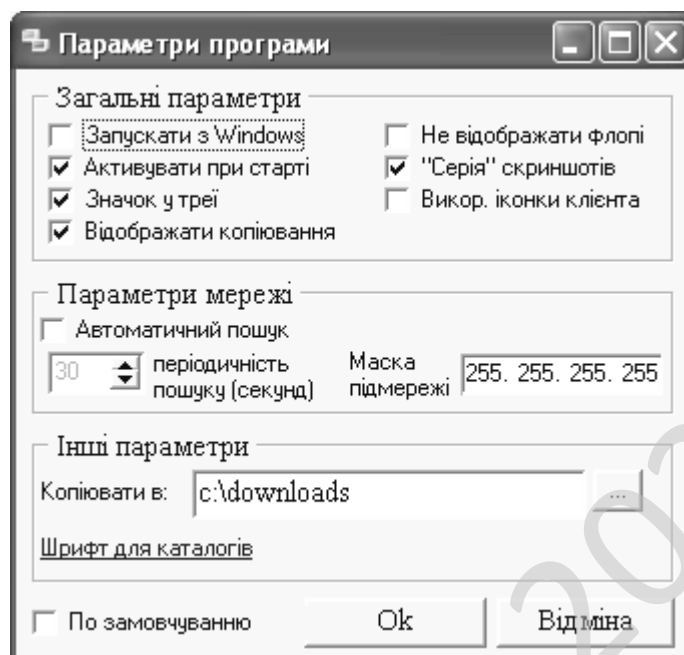 Параметри програми
Загальні параметри
Запускати з Windows
Не відображати флопі
Активувати при старті
"Серія" скриншотів
Значок у треї
Викор. іконки клієнта
Відображати копіювання
Параметри мережі
Автоматичний пошук
30
періодичність
пошуку (секунд)
Маска
підмережі
255. 255. 255. 255
Інші параметри
Копіювати в:
c:\downloads
...
Шрифт для каталогів
По замовчуванню
Ok
Відміна